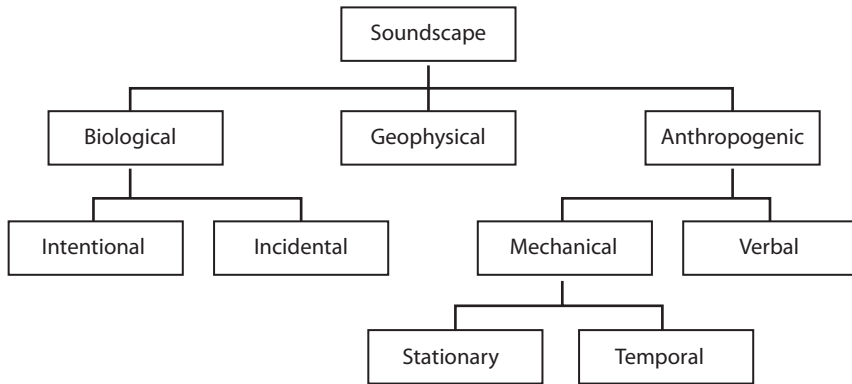 Soundscape
Biological
Geophysical
Anthropogenic
Intentional
Incidental
Mechanical
Verbal
Stationary
Temporal